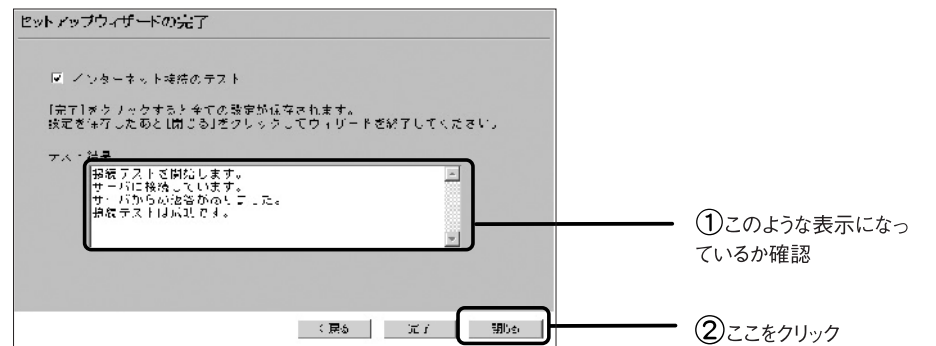 セットアップウィザードの完了
インターネット接続のテスト
[完了]をクリックすると全ての設定が保存されます。
設定を保存したあと[閉じる]をクリックしてウィザードを終了してください。
テスト結果
接続テストを開始します。
サーバに接続しています。
サーバからの返答がありました。
接続テストは成功です。
①このような表示になっ
ているか確認
< 戻る
完了
閉じる
②ここをクリック